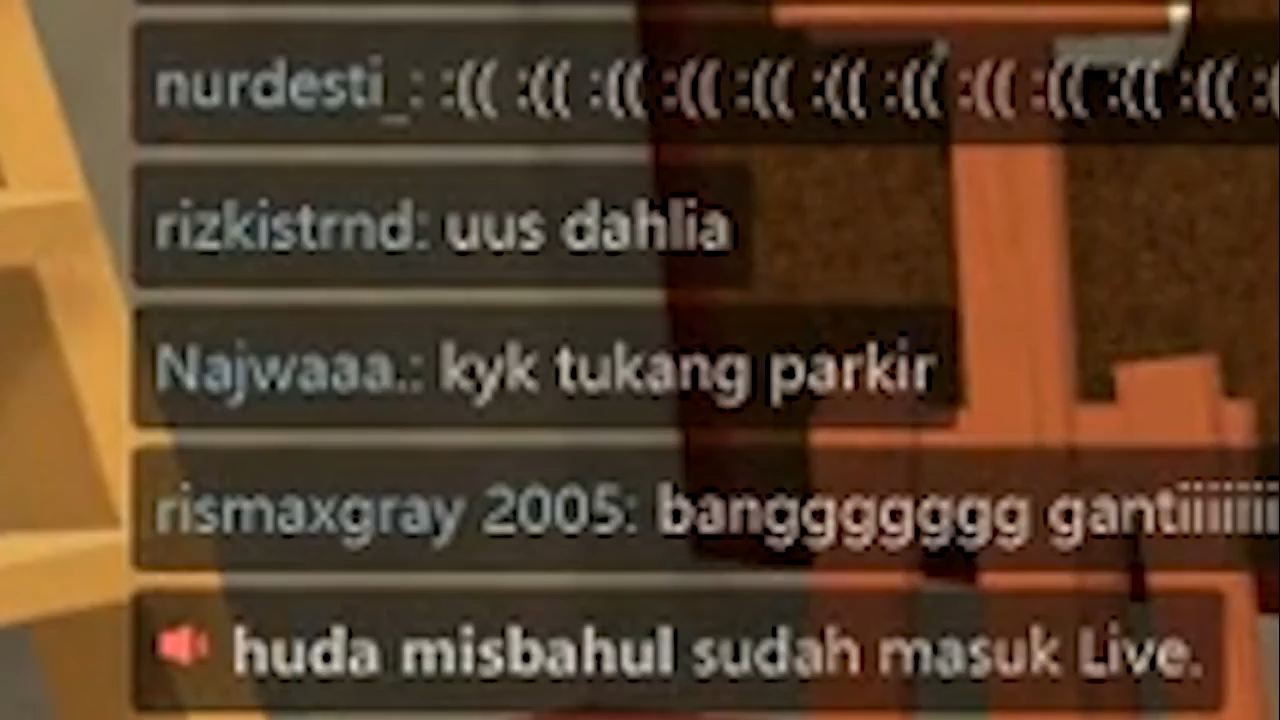 nurdesti_: :(( :(( :(( :(( :(( :(( :(( :(( :(( :(( :((
rizkistrnd: uus dahlia
Najwaaa.: kyk tukang parkir
rismaxgray 2005: banggggggg gantiiiiiii
huda misbahul sudah masuk Live.